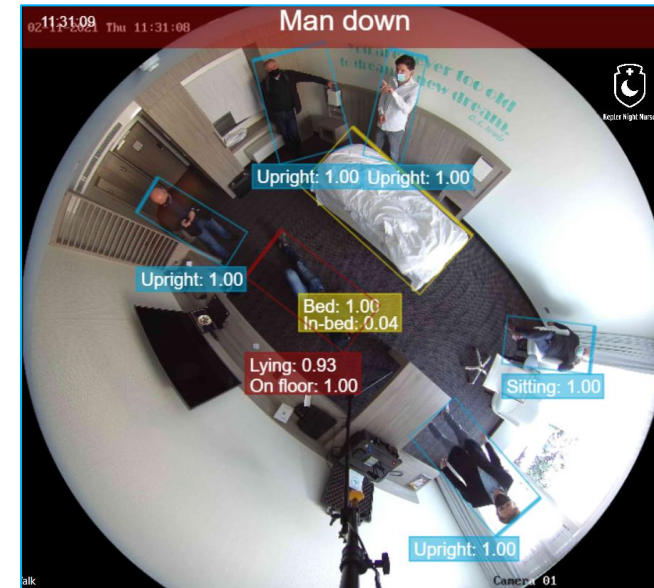 11:31:09
02-11-2021 Thu 11:31:08
Man down
you are never too old
to dream a new dream.
Kepler Night Nurse
Upright: 1.00
Upright: 1.00
Upright: 1.00
Bed: 1.00
In-bed: 0.04
Lying: 0.93
On floor: 1.00
Sitting: 1.00
Upright: 1.00
alk
Camera 01